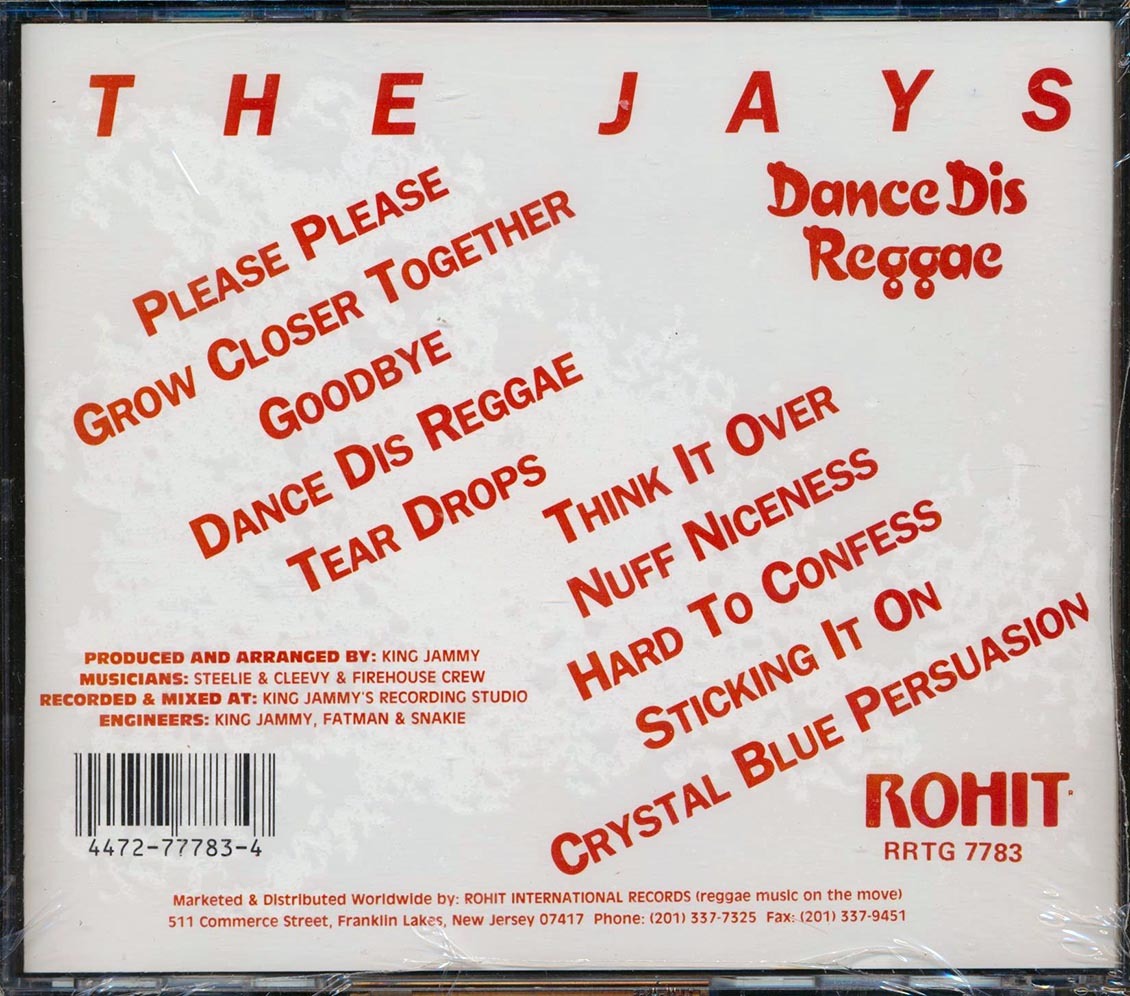 THE JAYS
Dance Dis
Reggae
PLEASE PLEASE
GROW CLOSER TOGETHER
GOODBYE
DANCE DIS REGGAE
TEAR DROPS
THINK IT OVER
NUFF NICENESS
HARD TO CONFESS
STICKING IT ON
CRYSTAL BLUE PERSUASION
PRODUCED AND ARRANGED BY: KING JAMMY
MUSICIANS: STEELIE & CLEEVY & FIREHOUSE CREW
RECORDED & MIXED AT: KING JAMMY'S RECORDING STUDIO
ENGINEERS: KING JAMMY, FATMAN & SNAKIE
4472-77783-4
ROHIT
RRTG 7783
Marketed & Distributed Worldwide by: ROHIT INTERNATIONAL RECORDS (reggae music on the move)
511 Commerce Street, Franklin Lakes, New Jersey 07417 Phone: (201) 337-7325 Fax: (201) 337-9451